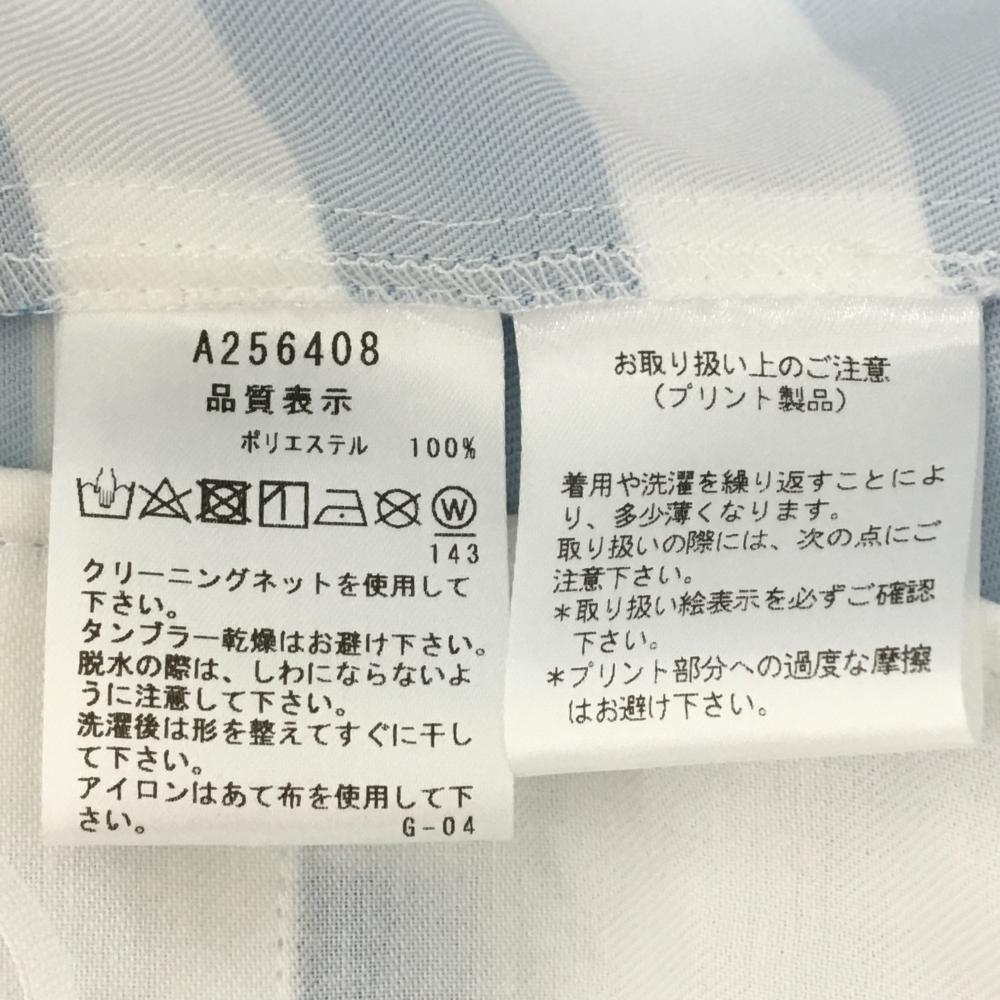 A256408
品質表示
ポリエステル 100%
W
143
クリーニングネットを使用して
下さい。
タンブラー乾燥はお避け下さい。
脱水の際は、しわにならないよ
うに注意して下さい。
洗濯後は形を整えてすぐに干し
て下さい。
アイロンはあて布を使用して下
さい。
G-04
お取り扱い上のご注意
(プリント製品)
着用や洗濯を繰り返すことによ
り、多少薄くなります。
取り扱いの際には、次の点にご
注意下さい。
*取り扱い絵表示を必ずご確認
下さい。
*プリント部分への過度な摩擦
はお避け下さい。